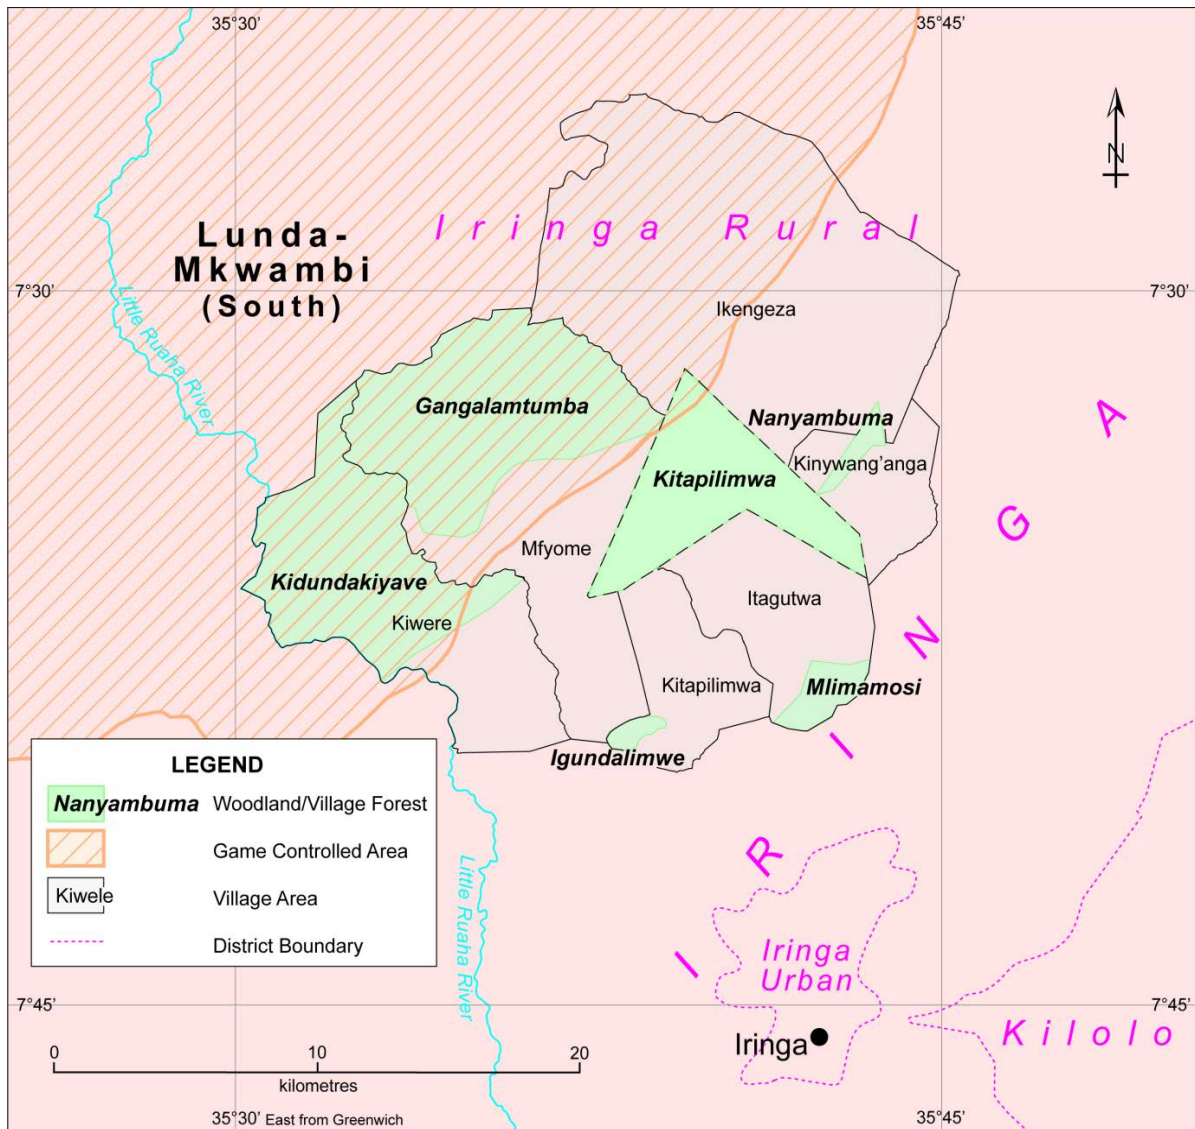 35°30'
35°45'
N
Iringa Rural
Lunda-
Mkwambi
(South)
7°30'
7°30'
Little Ruaha River
Ikengeza
Gangalamtumba
Nanyambuma
Kinywang'anga
Kitapilimwa
Mfyome
Kidundakiyave
Kiwere
Itagutwa
Kitapilimwa
Mlimamosi
Igundalimwe
IRINGA
LEGEND
Nanyambuma Woodland/Village Forest
Game Controlled Area
Kiwele Village Area
District Boundary
Little Ruaha River
Iringa
Urban
7°45'
7°45'
Kilolo
Iringa
0 10 20
kilometres
35°30' East from Greenwich
35°45'